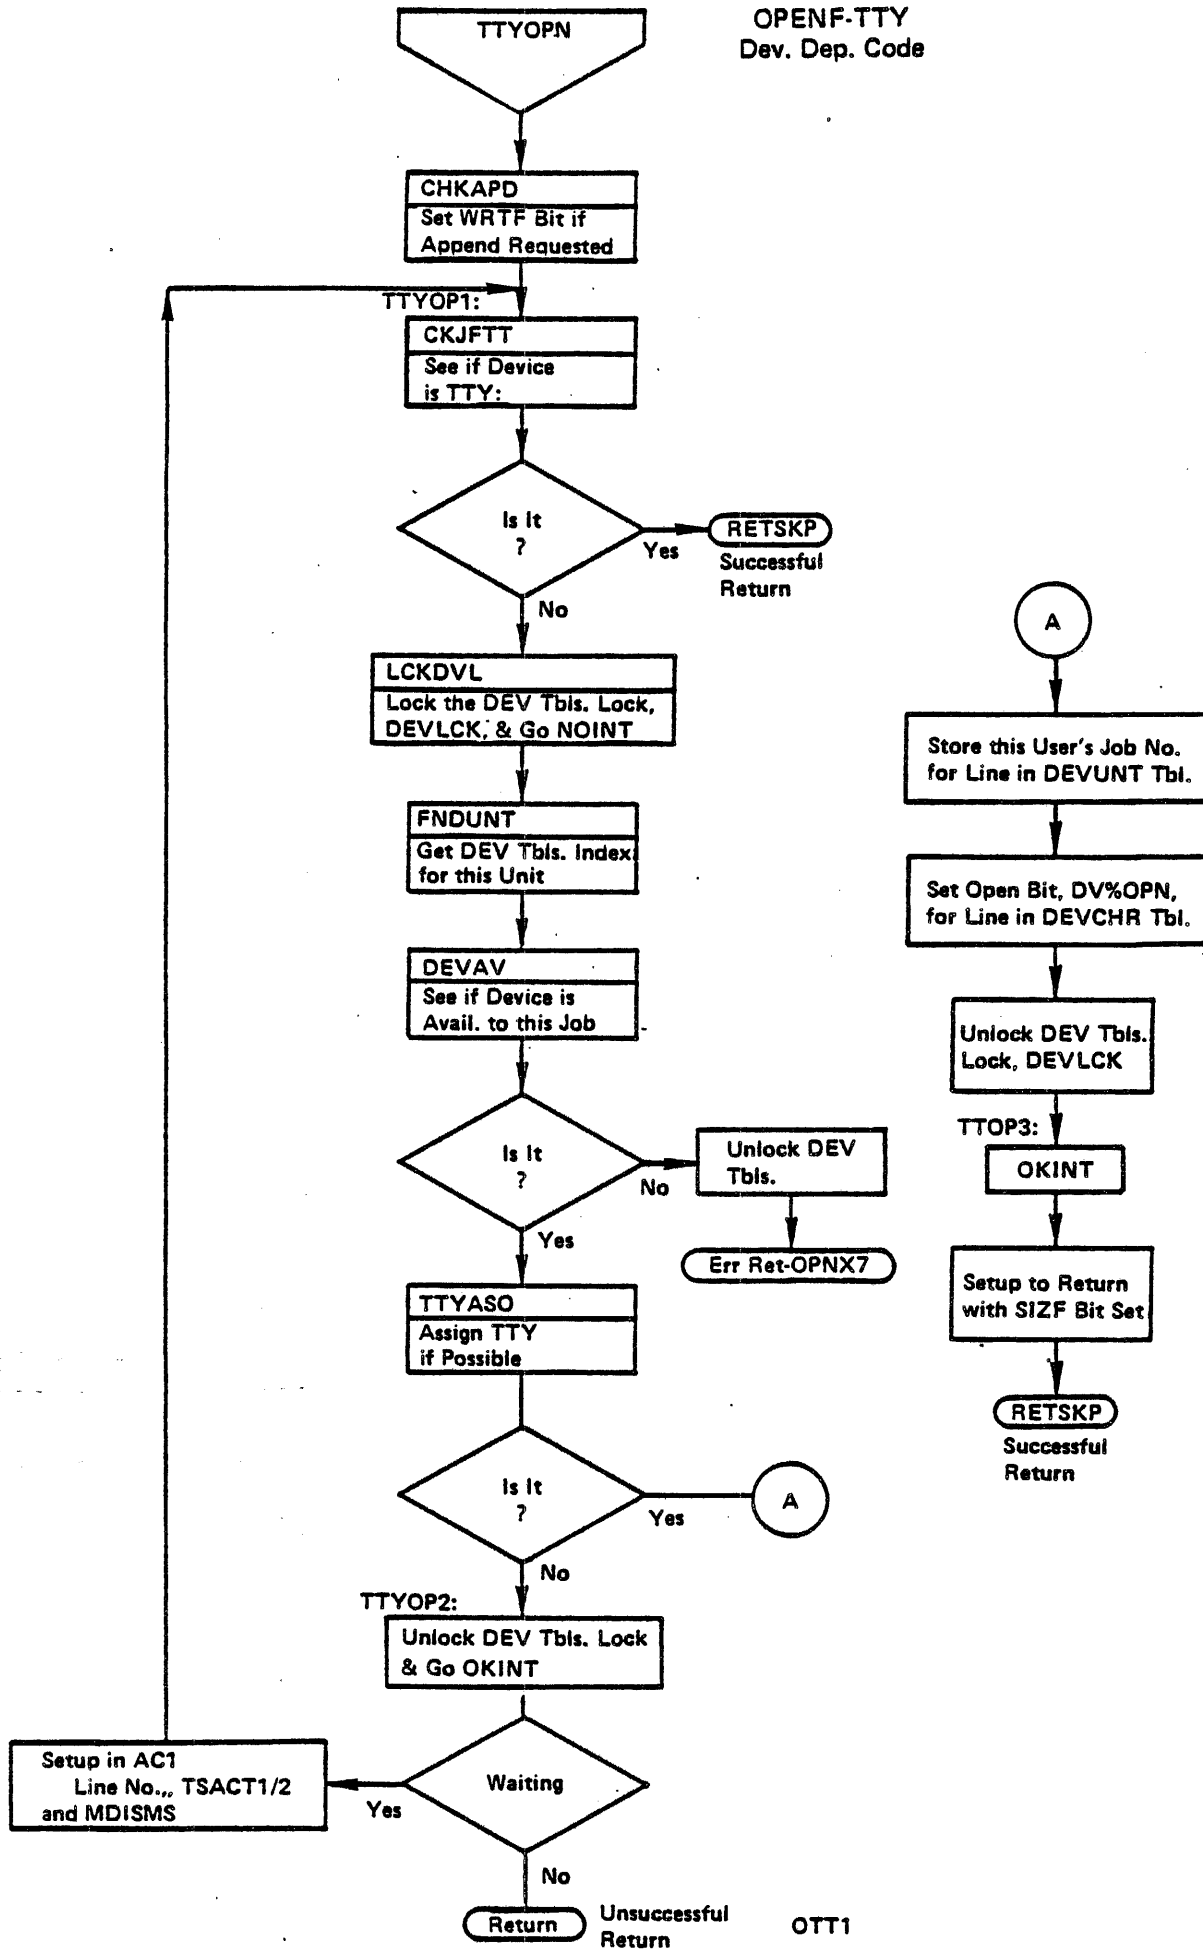 TTYOPN
OPENF-TTY
Dev. Dep. Code
CHKAPD
Set WRTF Bit if
Append Requested
TTYOP1:
CKJFTT
See if Device
is TTY:
Is It
?
Yes
RETSKP
Successful
Return
No
LCKDVL
Lock the DEV Tbls. Lock,
DEVLCK, & Go NOINT
FNDUNT
Get DEV Tbls. Index
for this Unit
DEVAV
See if Device is
Avail. to this Job
Is It
?
No
Unlock DEV
Tbls.
Err Ret-OPNX7
Yes
TTYASO
Assign TTY
if Possible
Is It
?
Yes
A
No
TTYOP2:
Unlock DEV Tbls. Lock
& Go OKINT
Waiting
Yes
Setup in AC1
Line No.,, TSACT1/2
and MDISMS
No
Return
Unsuccessful
Return
A
Store this User's Job No.
for Line in DEVUNT Tbl.
Set Open Bit, DV%OPN,
for Line in DEVCHR Tbl.
Unlock DEV Tbls.
Lock, DEVLCK
TTOP3:
OKINT
Setup to Return
with SIZF Bit Set
RETSKP
Successful
Return
OTT1